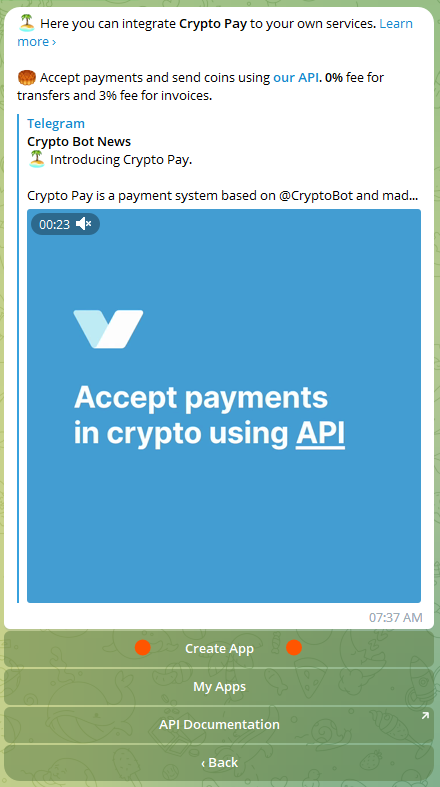 🏝 Here you can integrate Crypto Pay to your own services. Learn
more ›
🥮 Accept payments and send coins using our API. 0% fee for
transfers and 3% fee for invoices.
Telegram
Crypto Bot News
🏝 Introducing Crypto Pay.
Crypto Pay is a payment system based on @CryptoBot and mad...
00:23
Accept payments
in crypto using API
07:37 AM
Create App
My Apps
API Documentation
‹ Back